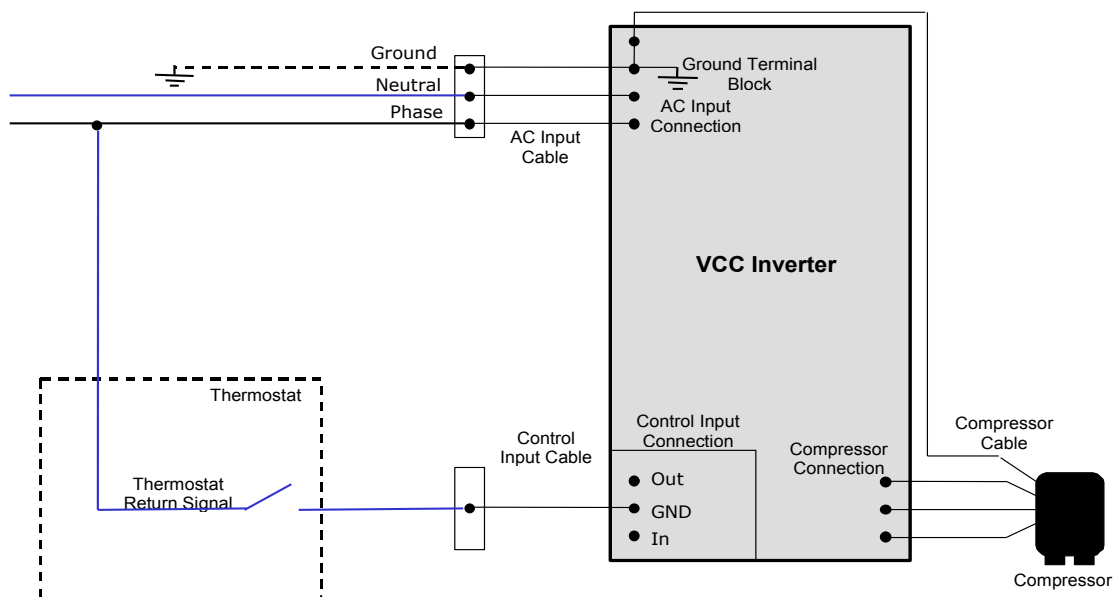 Ground
Neutral
Phase
Ground Terminal
Block
AC Input
Connection
AC Input
Cable
VCC Inverter
Thermostat
Thermostat
Return Signal
Control
Input Cable
Control Input
Connection
Out
GND
In
Compressor
Connection
Compressor
Cable
Compressor